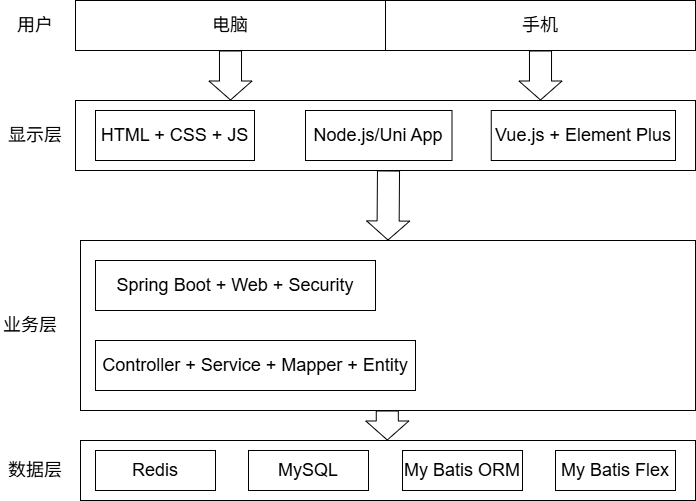 用户
电脑
手机
显示层
HTML + CSS + JS
Node.js/Uni App
Vue.js + Element Plus
业务层
Spring Boot + Web + Security
Controller + Service + Mapper + Entity
数据层
Redis
MySQL
My Batis ORM
My Batis Flex